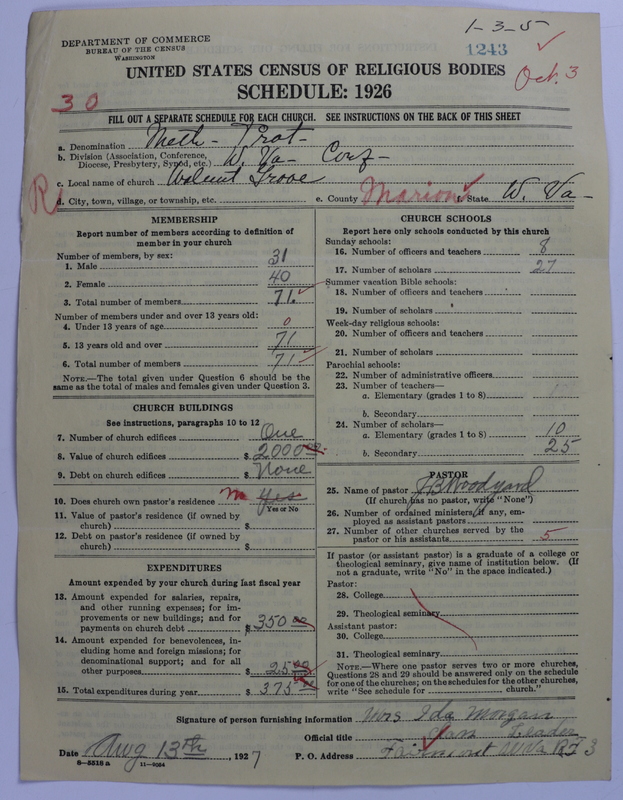 1-3-5
DEPARTMENT OF COMMERCE
BUREAU OF THE CENSUS
WASHINGTON
1243
UNITED STATES CENSUS OF RELIGIOUS BODIES
Oct. 3
SCHEDULE: 1926
30
FILL OUT A SEPARATE SCHEDULE FOR EACH CHURCH. SEE INSTRUCTIONS ON THE BACK OF THIS SHEET
a. Denomination Meth- Prot-
b. Division (Association, Conference, Diocese, Presbytery, Synod, etc.) W. Va- Conf-
c. Local name of church Walnut Grove
R
d. City, town, village, or township, etc. e. County Marion f. State W. Va-
MEMBERSHIP
Report number of members according to definition of
member in your church
Number of members, by sex:
1. Male 31
2. Female 40
3. Total number of members 71.
Number of members under and over 13 years old:
4. Under 13 years of age 0
5. 13 years old and over 71
6. Total number of members 71
NOTE.—The total given under Question 6 should be the
same as the total of males and females given under Question 3.
CHURCH BUILDINGS
See instructions, paragraphs 10 to 12
7. Number of church edifices One
8. Value of church edifices $ 2000.00
9. Debt on church edifices $ None
10. Does church own pastor's residence no Yes
Yes or No
11. Value of pastor's residence (if owned by
church) $
12. Debt on pastor's residence (if owned by
church) $
EXPENDITURES
Amount expended by your church during last fiscal year
13. Amount expended for salaries, repairs,
and other running expenses; for im-
provements or new buildings; and for
payments on church debt $ 350 00
14. Amount expended for benevolences, in-
cluding home and foreign missions; for
denominational support; and for all
other purposes $ 25 00
15. Total expenditures during year $ 375 00
CHURCH SCHOOLS
Report here only schools conducted by this church
Sunday schools:
16. Number of officers and teachers 8
17. Number of scholars 27
Summer vacation Bible schools:
18. Number of officers and teachers
19. Number of scholars
Week-day religious schools:
20. Number of officers and teachers
21. Number of scholars
Parochial schools:
22. Number of administrative officers
23. Number of teachers—
a. Elementary (grades 1 to 8)
b. Secondary
24. Number of scholars—
a. Elementary (grades 1 to 8) 10
b. Secondary 25
PASTOR
25. Name of pastor J B Woodyard
(If church has no pastor, write "None")
26. Number of ordained ministers, if any, em-
ployed as assistant pastors
27. Number of other churches served by the
pastor or his assistants 5
If pastor (or assistant pastor) is a graduate of a college or
theological seminary, give name of institution below. (If
not a graduate, write "No" in the space indicated.)
Pastor:
28. College
29. Theological seminary
Assistant pastor:
30. College
31. Theological seminary
NOTE.—Where one pastor serves two or more churches,
Questions 28 and 29 should be answered only on the schedule
for one of the churches; on the schedules for the other churches,
write "See schedule for church."
Signature of person furnishing information Mrs Ida Morgan
Official title Class Leader
Date Aug 13th, 1927 P. O. Address Fairmont W Va RF 3
8—5518 a 11—9034